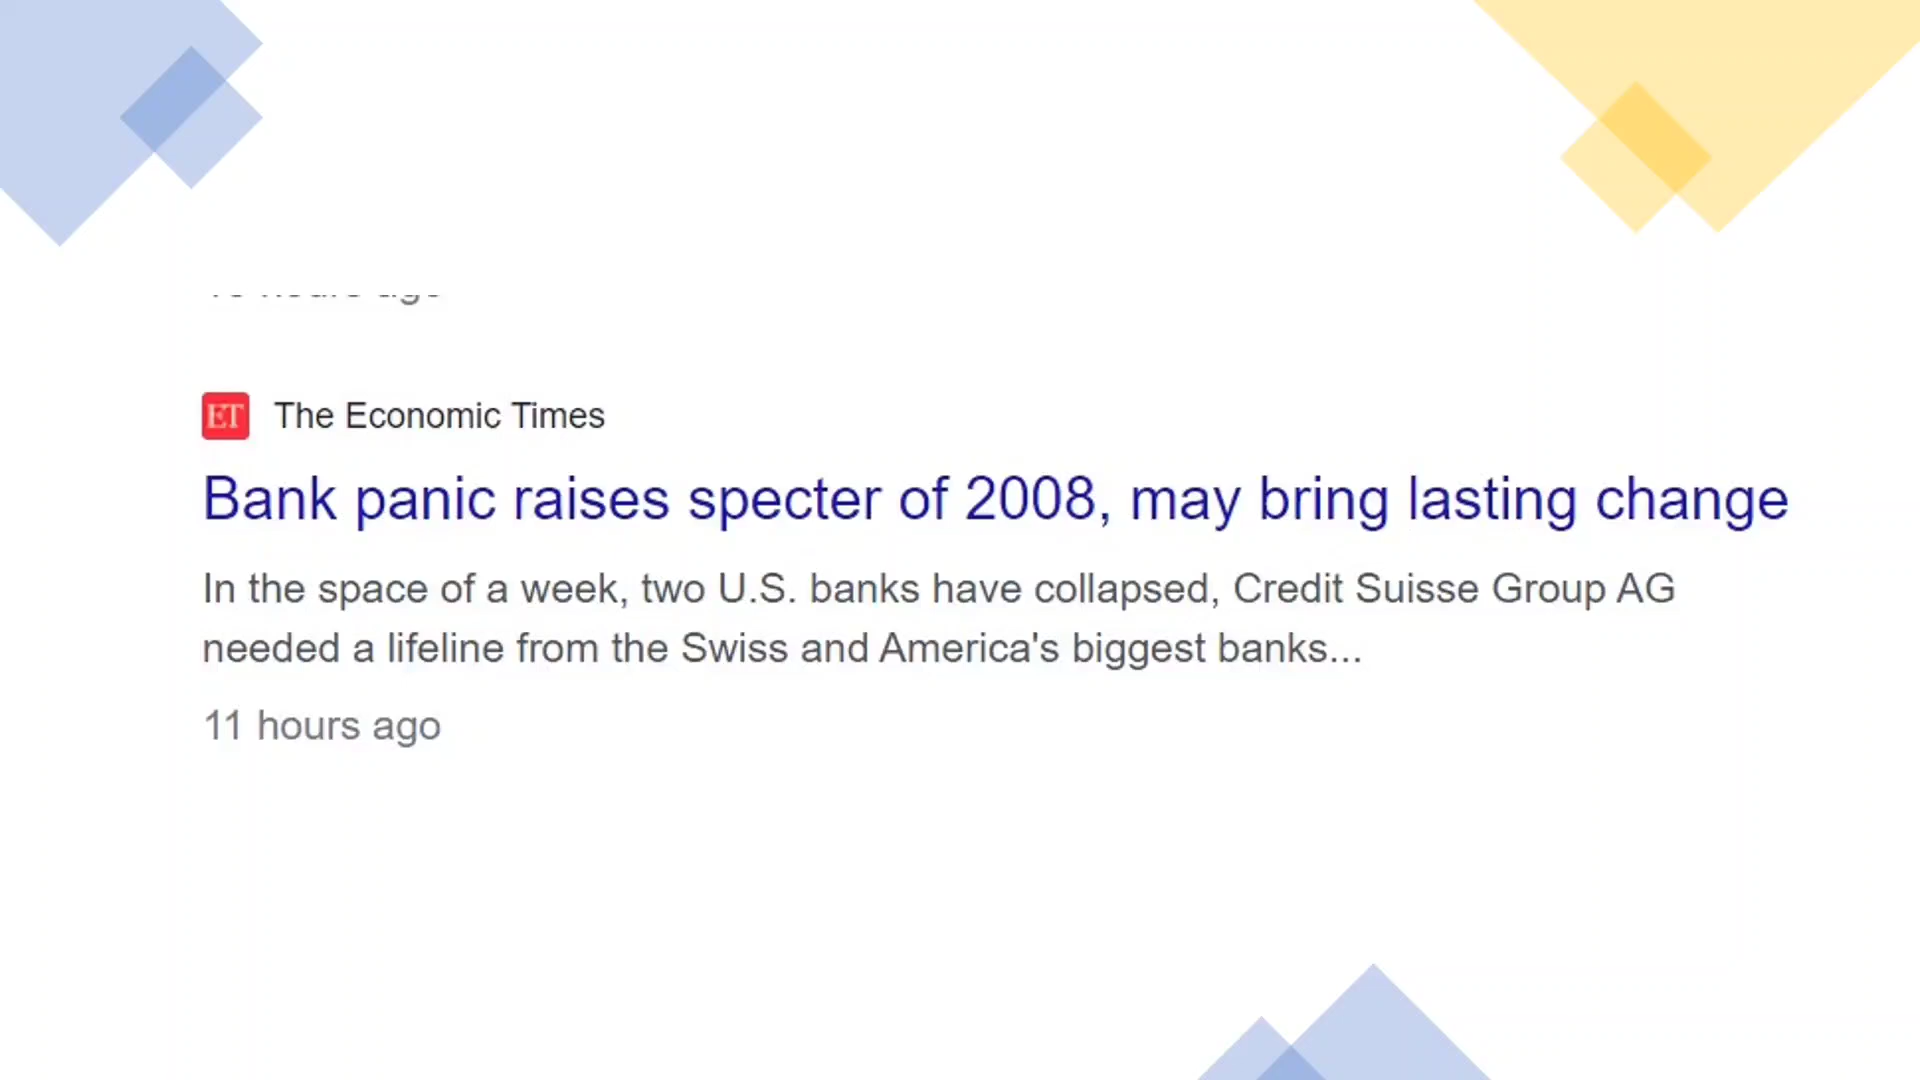 ET The Economic Times
Bank panic raises specter of 2008, may bring lasting change
In the space of a week, two U.S. banks have collapsed, Credit Suisse Group AG
needed a lifeline from the Swiss and America's biggest banks...
11 hours ago